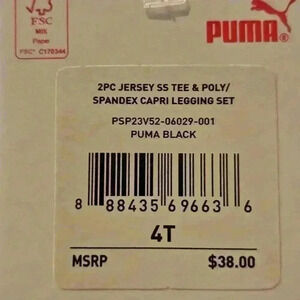 FSC
MIX
Paper
FSC® C170344
PUMA
2PC JERSEY SS TEE & POLY/
SPANDEX CAPRI LEGGING SET
PSP23V52-06029-001
PUMA BLACK
8 88435 69663 6
4T
MSRP $38.00